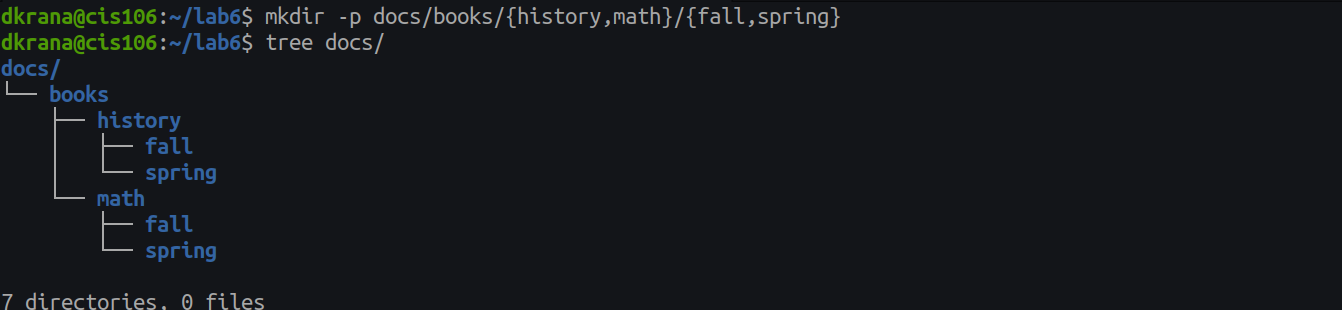 dkrana@cis106:~/lab6$ mkdir -p docs/books/{history,math}/{fall,spring}
dkrana@cis106:~/lab6$ tree docs/
docs/
└── books
    ├── history
    │   ├── fall
    │   └── spring
    └── math
        ├── fall
        └── spring

7 directories, 0 files